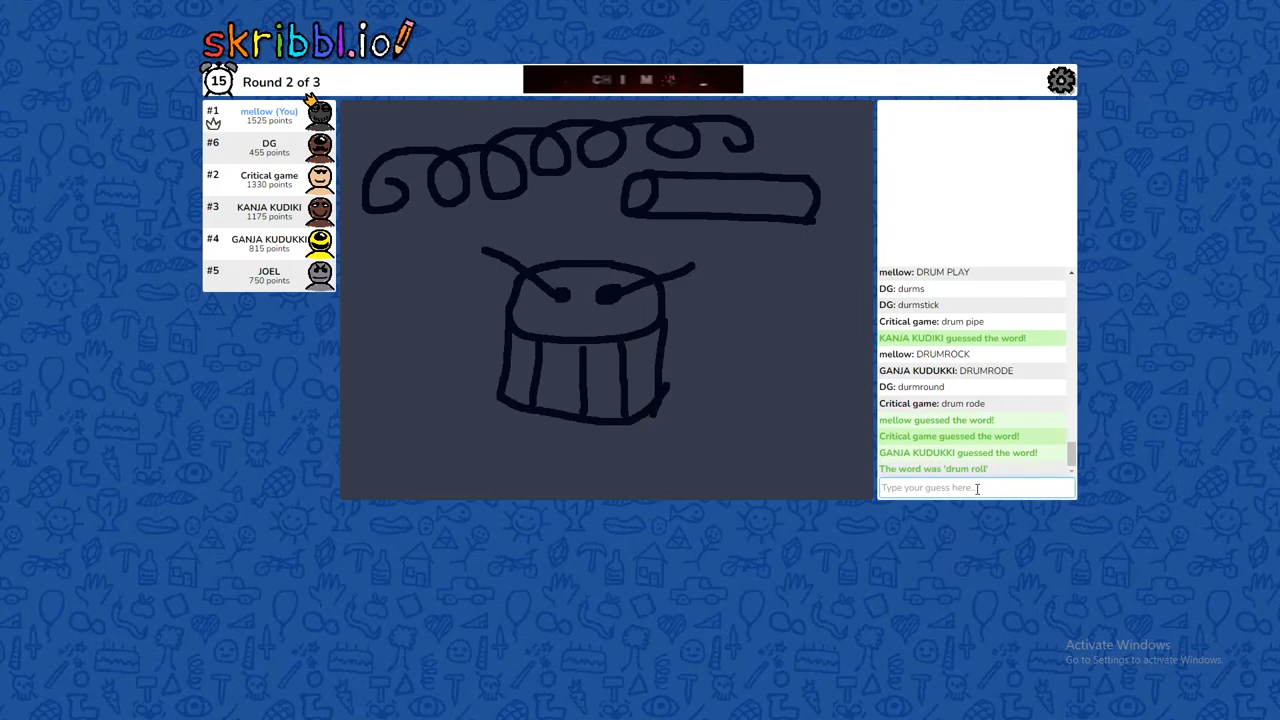 skribbl.io
15 Round 2 of 3
CHIM
#1 mellow (You)
1525 points
#6 DG
455 points
#2 Critical game
1330 points
#3 KANJA KUDIKI
1175 points
#4 GANJA KUDUKKI
815 points
#5 JOEL
750 points
mellow: DRUM PLAY
DG: durms
DG: durmstick
Critical game: drum pipe
KANJA KUDIKI guessed the word!
mellow: DRUMROCK
GANJA KUDUKKI: DRUMRODE
DG: durmround
Critical game: drum rode
mellow guessed the word!
Critical game guessed the word!
GANJA KUDUKKI guessed the word!
The word was 'drum roll'
Type your guess here...
Activate Windows
Go to Settings to activate Windows.